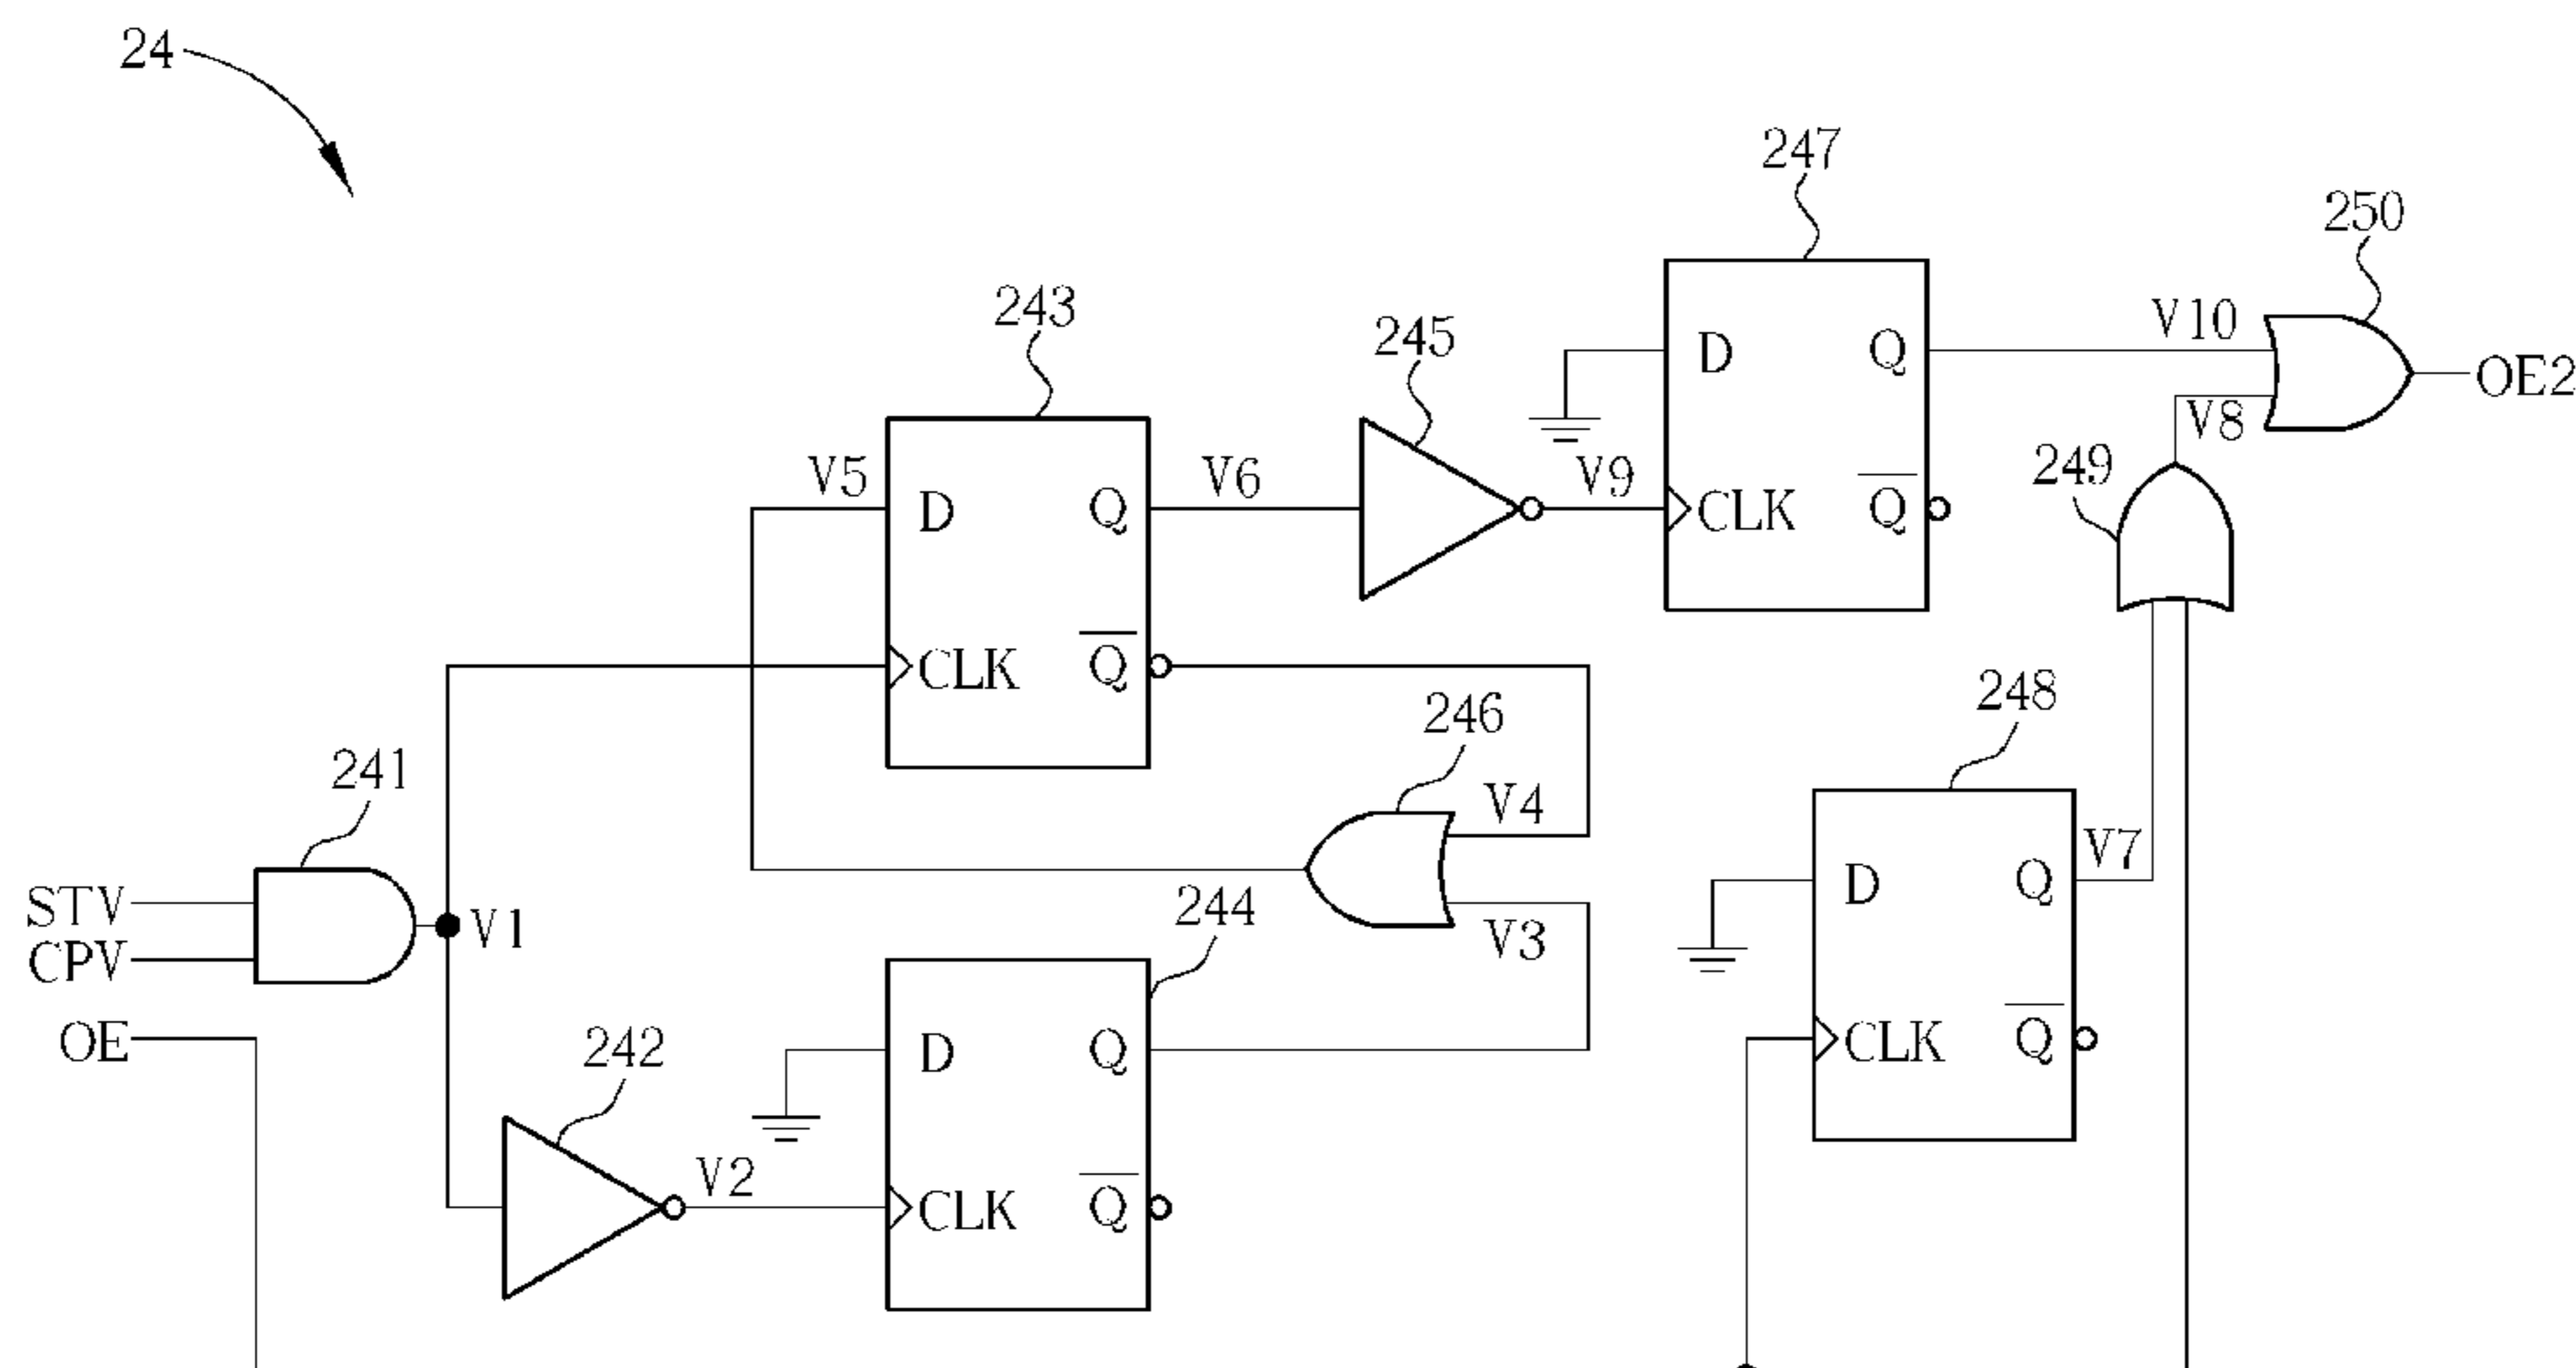 24
247
250
243
245
V10
D
Q
OE2
V8
249
V5
V6
V9
D
Q
CLK
Q̅
CLK
Q̅
248
246
241
V4
V7
D
Q
244
STV
V1
V3
CPV
OE
242
D
Q
CLK
Q̅
V2
CLK
Q̅